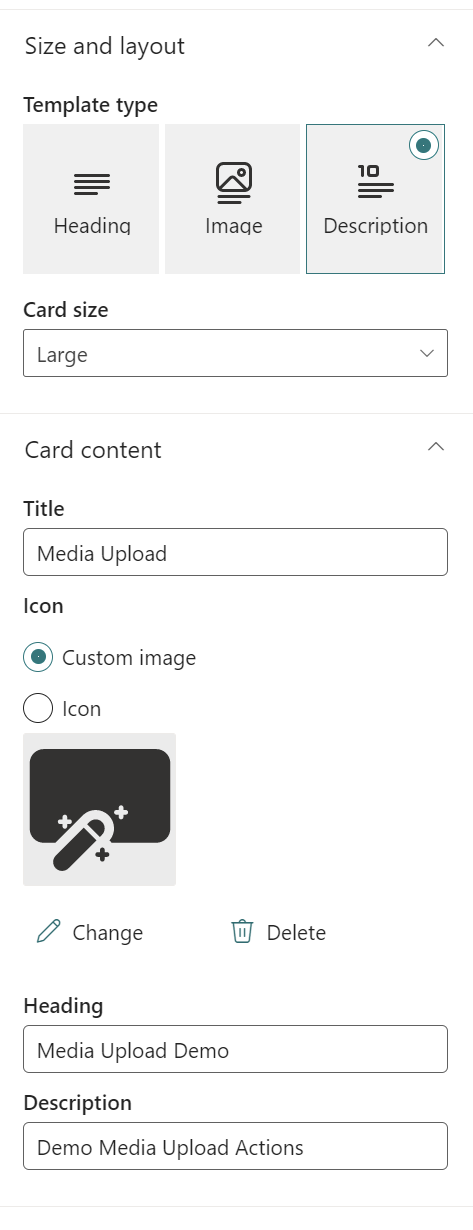 Size and layout
Template type
10
Heading Image Description
Card size
Large
Card content
Title
Media Upload
Icon
Custom image
Icon
Change Delete
Heading
Media Upload Demo
Description
Demo Media Upload Actions